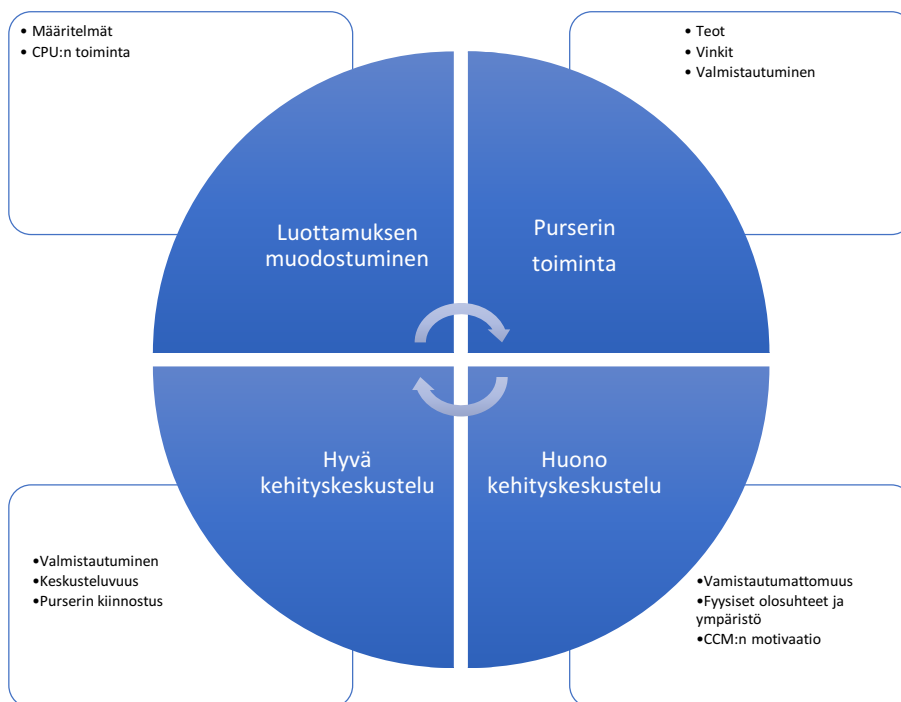 • Määritelmät
• CPU:n toiminta
• Teot
• Vinkit
• Valmistautuminen
Luottamuksen
muodostuminen
Purserin
toiminta
Hyvä
kehityskeskustelu
Huono
kehityskeskustelu
•Valmistautuminen
•Keskusteluvuus
•Purserin kiinnostus
•Vamistautumattomuus
•Fyysiset olosuhteet ja
ympäristö
•CCM:n motivaatio